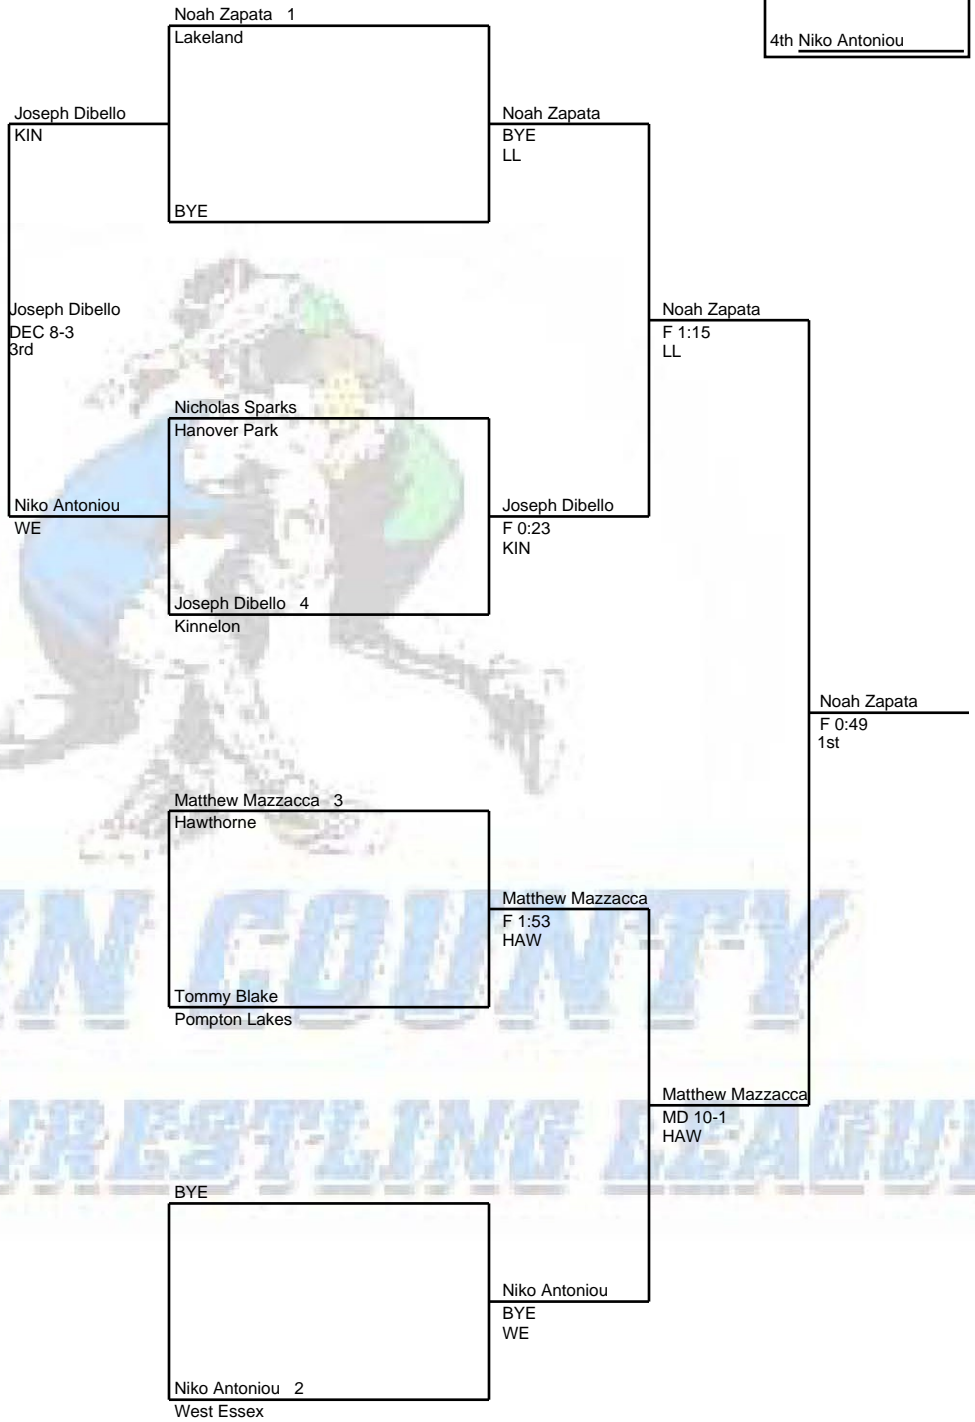 Noah Zapata 1
Lakeland
4th Niko Antoniou
Joseph Dibello
KIN
Noah Zapata
BYE
LL
BYE
Joseph Dibello
DEC 8-3
3rd
Noah Zapata
F 1:15
LL
Nicholas Sparks
Hanover Park
Niko Antoniou
WE
Joseph Dibello
F 0:23
KIN
Joseph Dibello 4
Kinnelon
Noah Zapata
F 0:49
1st
Matthew Mazzacca 3
Hawthorne
Matthew Mazzacca
F 1:53
HAW
COUNTY
Tommy Blake
Pompton Lakes
Matthew Mazzacca
MD 10-1
HAW
BYE
Niko Antoniou
BYE
WE
Niko Antoniou 2
West Essex